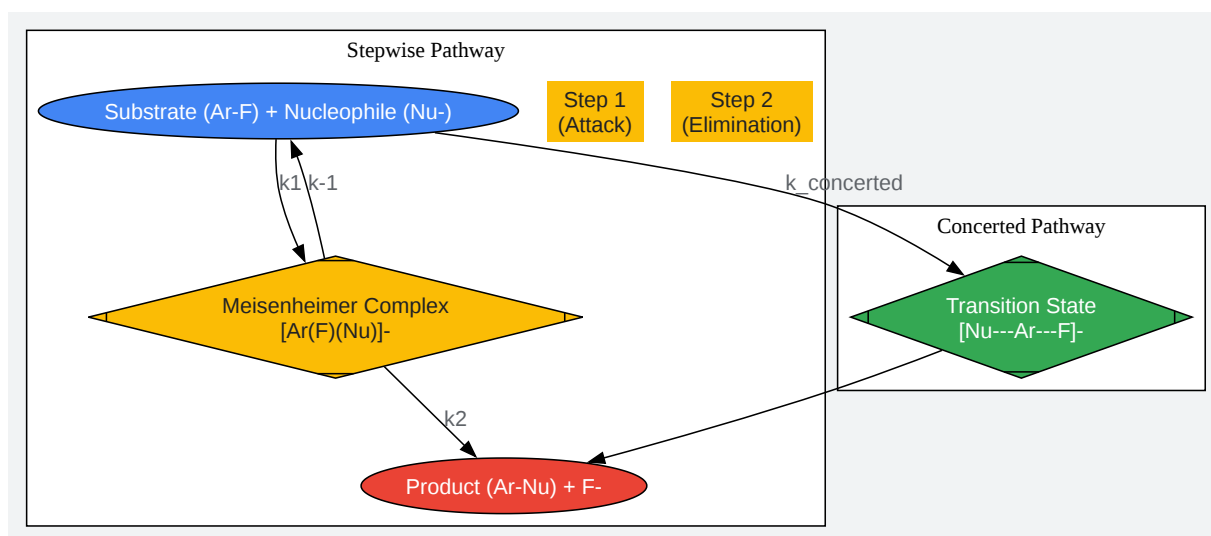 Stepwise Pathway
Substrate (Ar-F) + Nucleophile (Nu-)
Step 1
(Attack)
Step 2
(Elimination)
k1
k-1
k_concerted
Concerted Pathway
Meisenheimer Complex
[Ar(F)(Nu)]-
Transition State
[Nu---Ar---F]-
k2
Product (Ar-Nu) + F-